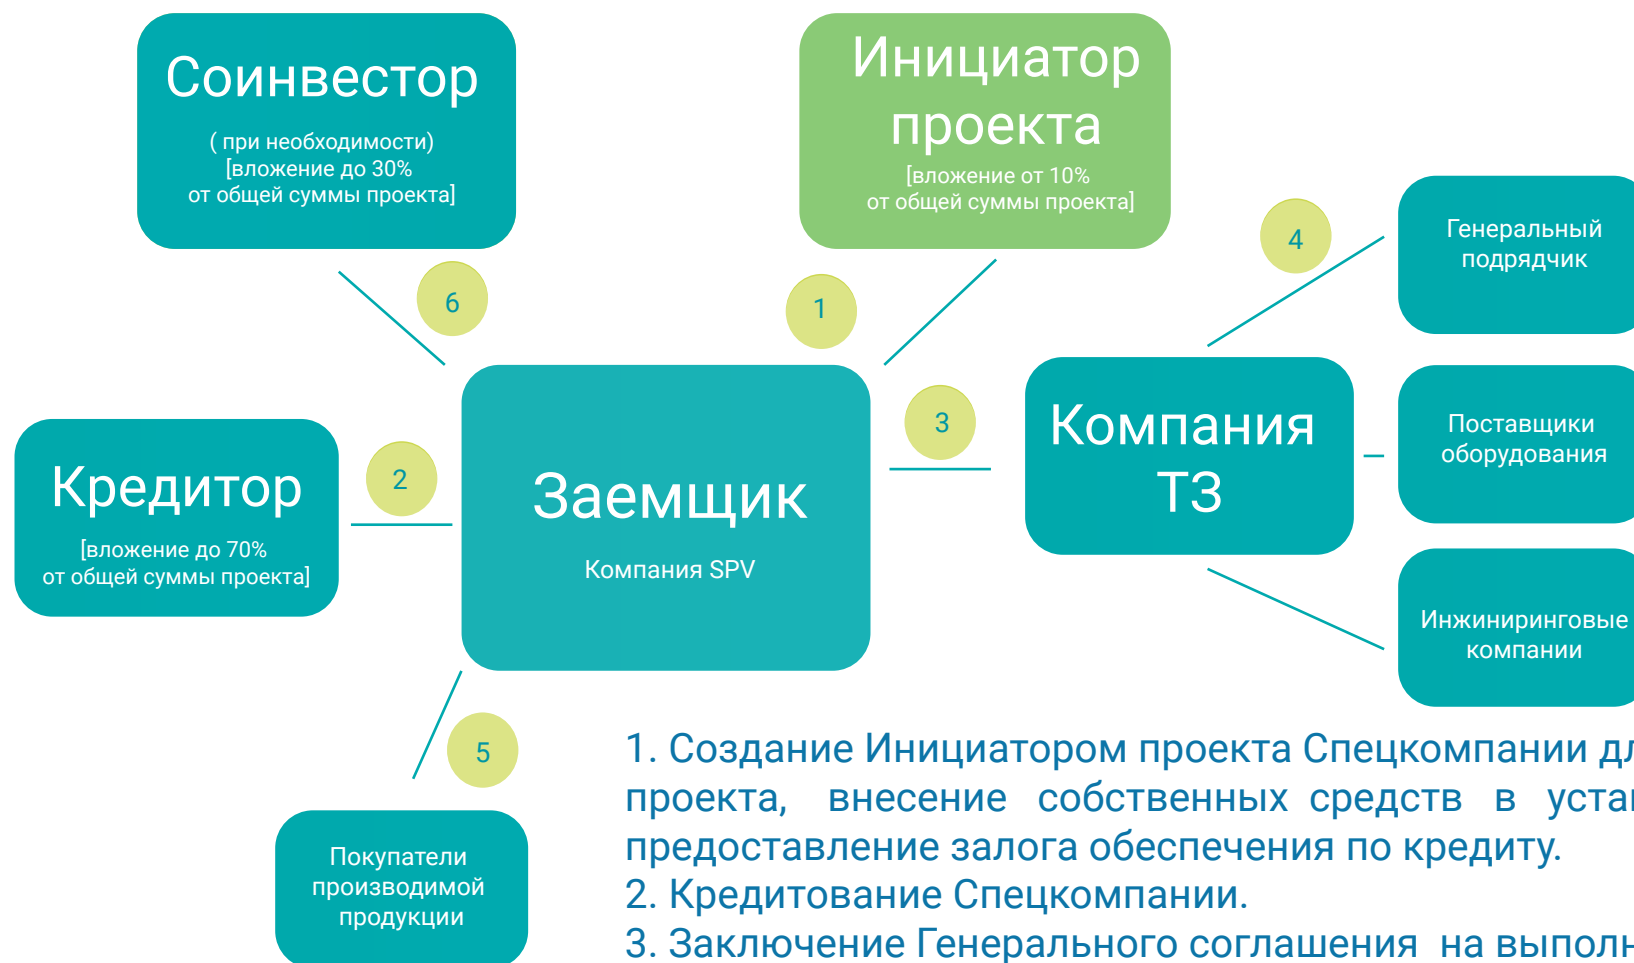 Соинвестор
( при необходимости)
[вложение до 30%
от общей суммы проекта]
Инициатор
проекта
[вложение от 10%
от общей суммы проекта]
4
Генеральный
подрядчик
6
1
3
Компания
ТЗ
Поставщики
оборудования
Кредитор
[вложение до 70%
от общей суммы проекта]
2
Заемщик
Компания SPV
Инжиниринговые
компании
5
Покупатели
производимой
продукции
1. Создание Инициатором проекта Спецкомпании
проекта, внесение собственных средств в
предоставление залога обеспечения по кредиту.
2. Кредитование Спецкомпании.
3. Заключение Генерального соглашения на